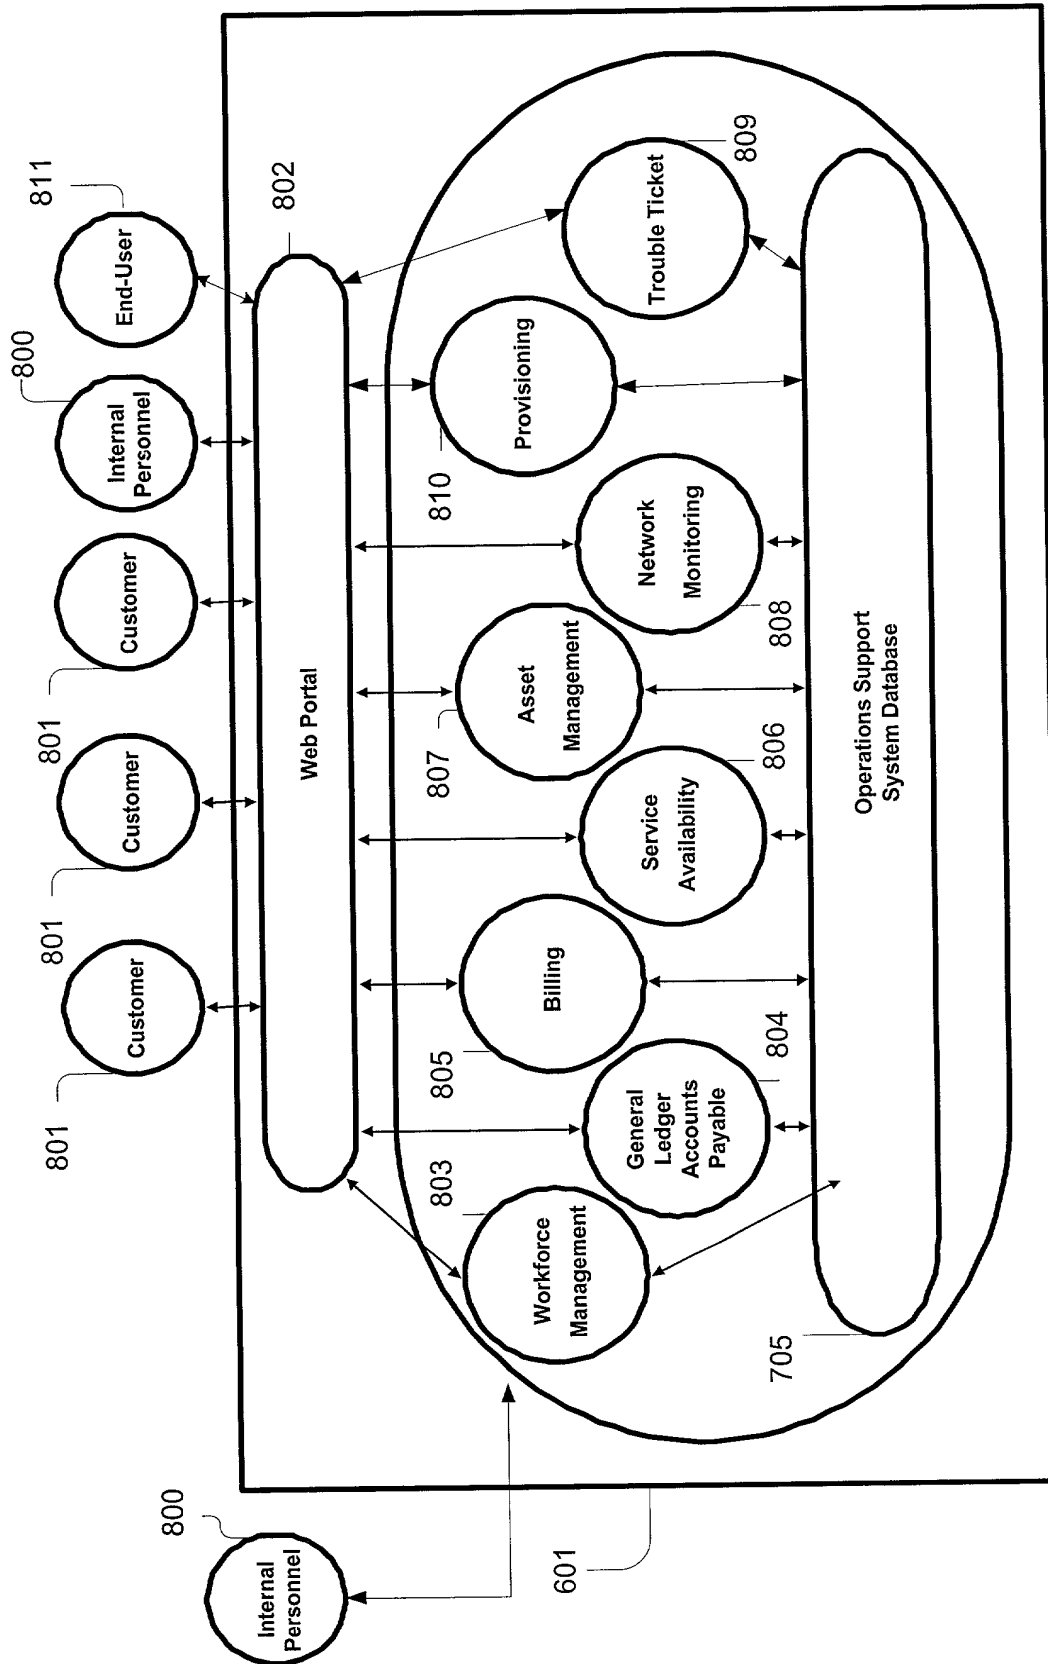 801
Customer
801
Customer
801
Customer
800
Internal
Personnel
811
End-User
800
Internal
Personnel
802
Web Portal
803
Workforce
Management
804
General
Ledger
Accounts
Payable
805
Billing
806
Service
Availability
807
Asset
Management
808
Network
Monitoring
810
Provisioning
809
Trouble Ticket
601
705
Operations Support
System Database